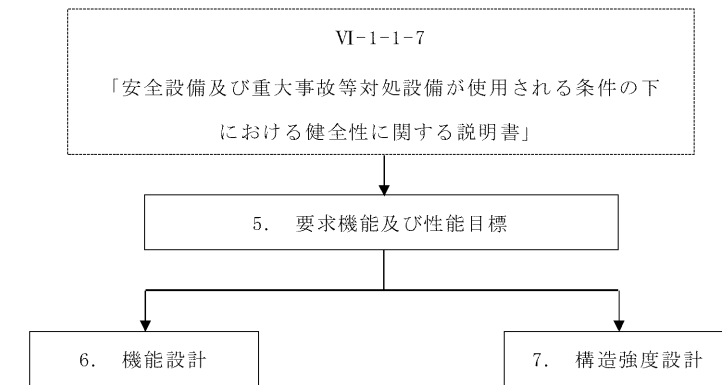 Ⅵ-1-1-7
「安全設備及び重大事故等対処設備が使用される条件の下
における健全性に関する説明書」
5. 要求機能及び性能目標
6. 機能設計
7. 構造強度設計